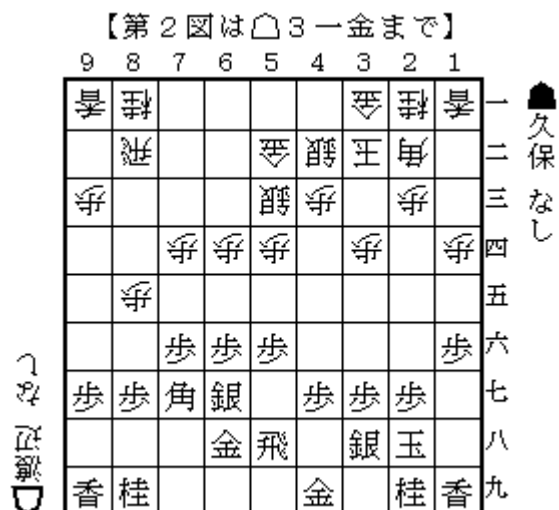 【第２図は☖３一金まで】
９ ８ ７ ６ ５ ４ ３ ２ １
香 桂 金 桂 香 一
飛 金 銀 玉 角 二
歩 銀 歩 歩 三
歩 歩 歩 歩 歩 四
歩 五
歩 歩 歩 歩 六
歩 歩 角 銀 歩 歩 歩 七
金 飛 銀 玉 八
香 桂 金 桂 香 九
☗久保 なし
☖渡辺 なし